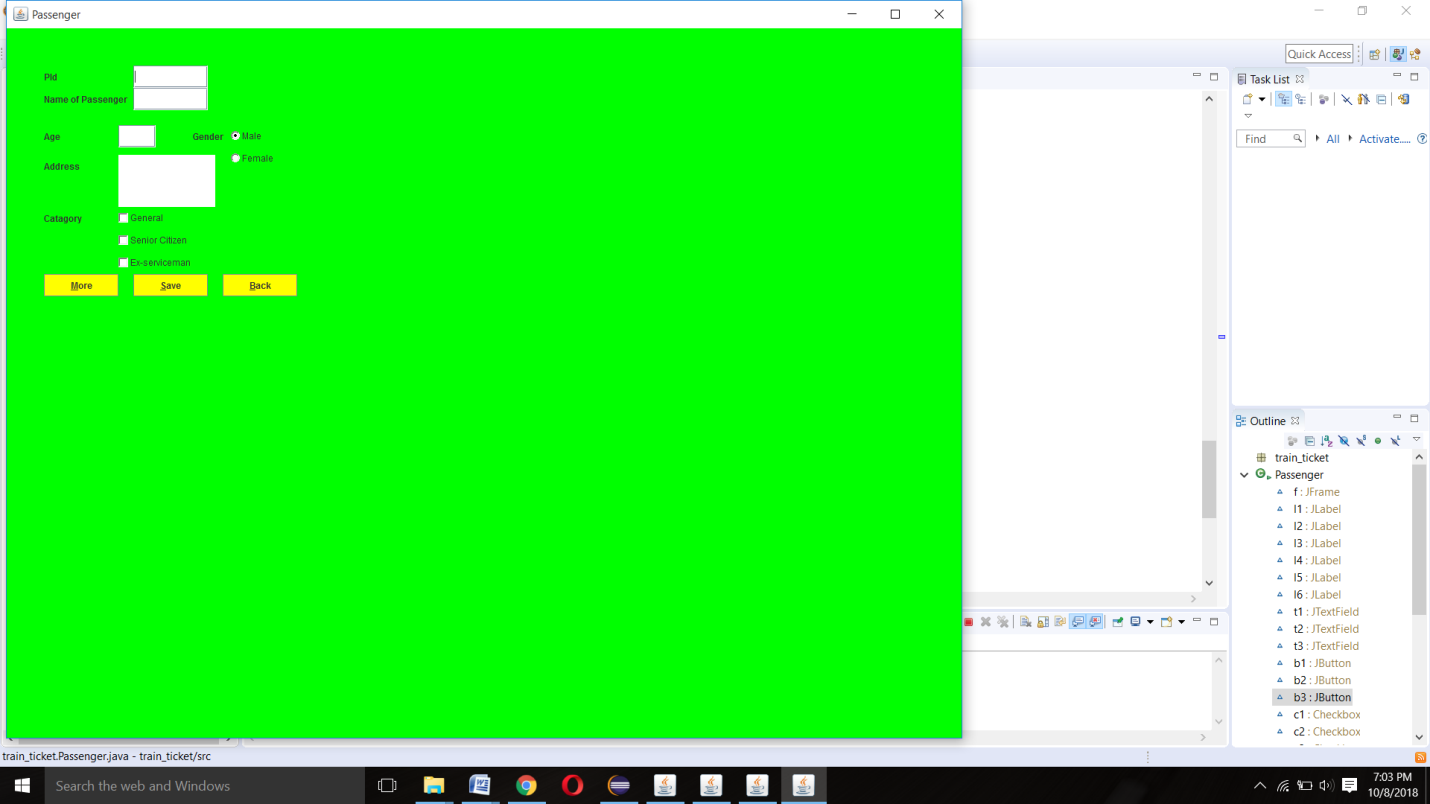 Passenger
PId
Name of Passenger
Age
Gender
Male
Female
Address
Catagory
General
Senior Citizen
Ex-serviceman
More
Save
Back
Quick Access
Task List
Find
All
Activate.....
Outline
train_ticket
Passenger
f : JFrame
l1 : JLabel
l2 : JLabel
l3 : JLabel
l4 : JLabel
l5 : JLabel
l6 : JLabel
t1 : JTextField
t2 : JTextField
t3 : JTextField
b1 : JButton
b2 : JButton
b3 : JButton
c1 : Checkbox
c2 : Checkbox
train_ticket.Passenger.java - train_ticket/src
Search the web and Windows
7:03 PM
10/8/2018